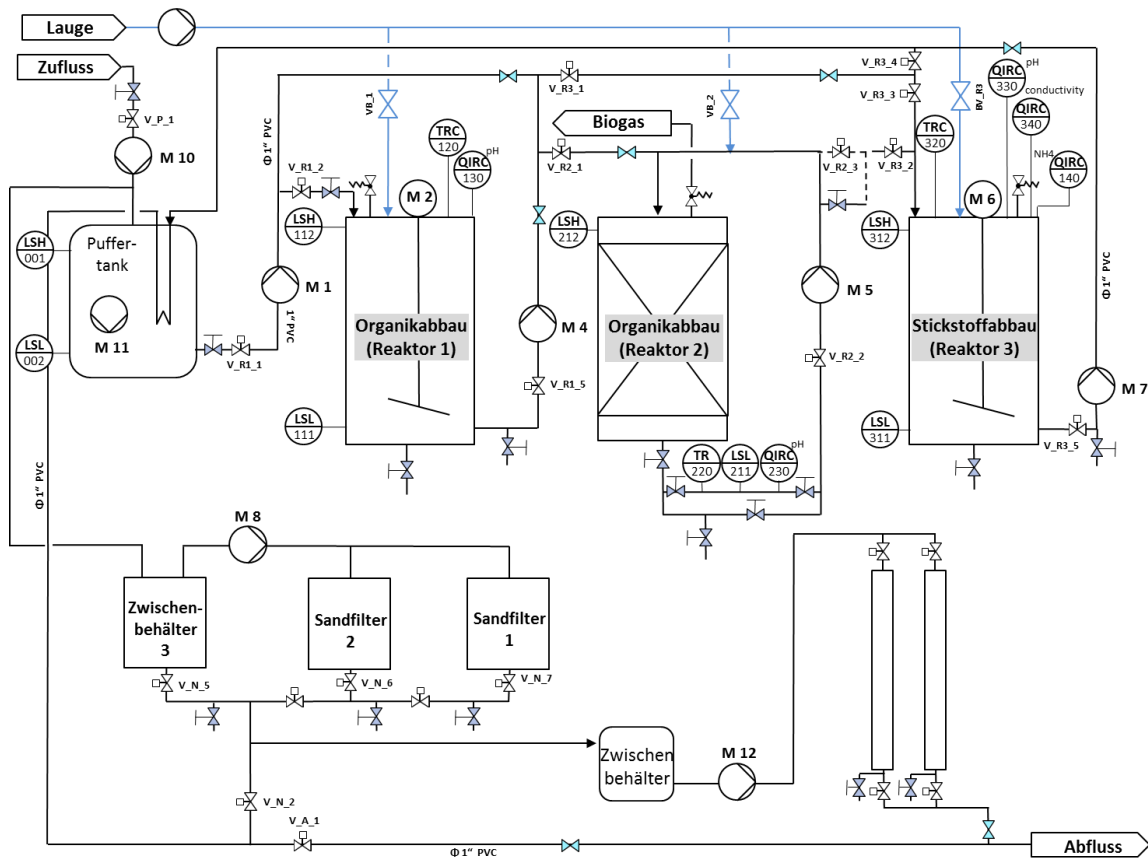 Lauge
Zufluss
V_P_1
M 10
Φ 1“ PVC
V_R1_2
VB_1
TRC
120
QIRC
130
pH
V_R3_1
Biogas
V_R2_1
VB_2
V_R2_3
V_R3_4
V_R3_3
V_R3_2
BV_R3
TRC
320
QIRC
330
pH
conductivity
QIRC
340
NH4
QIRC
140
LSH
001
Puffer-
tank
M 11
LSL
002
V_R1_1
M 1
1“ PVC
LSH
112
M 2
Organikabbau
(Reaktor 1)
LSL
111
M 4
V_R1_5
LSH
212
Organikabbau
(Reaktor 2)
M 5
V_R2_2
TR
220
LSL
211
QIRC
230
pH
LSH
312
M 6
Stickstoffabbau
(Reaktor 3)
LSL
311
Φ 1“ PVC
M 7
V_R3_5
Φ 1“ PVC
M 8
Zwischen-
behälter
3
Sandfilter
2
Sandfilter
1
V_N_5
V_N_6
V_N_7
Zwischen
behälter
M 12
V_N_2
V_A_1
Φ 1“ PVC
Abfluss